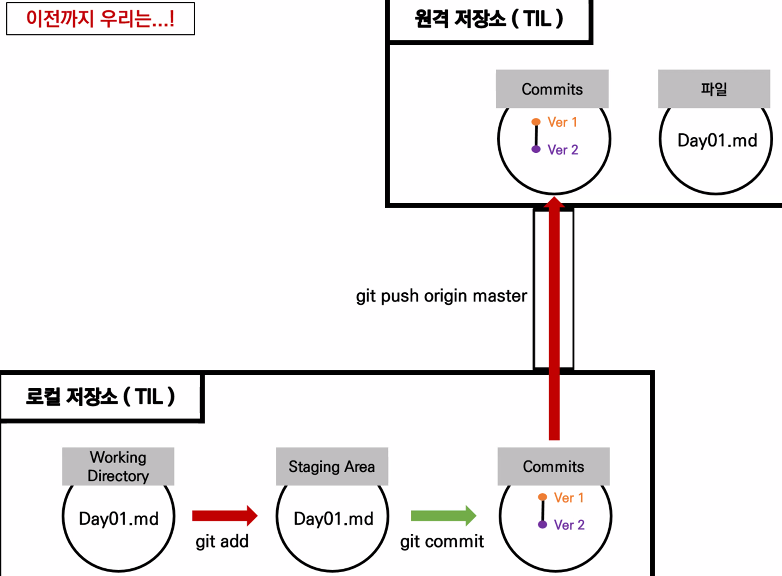 이전까지 우리는...!
원격 저장소 ( TIL )
Commits
Ver 1
Ver 2
파일
Day01.md
git push origin master
로컬 저장소 ( TIL )
Working
Directory
Day01.md
git add
Staging Area
Day01.md
git commit
Commits
Ver 1
Ver 2